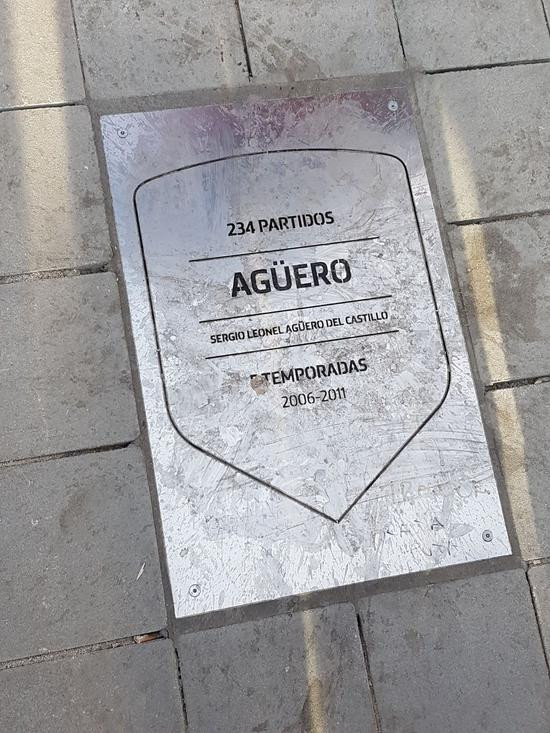 234 PARTIDOS
AGÜERO
SERGIO LEONEL AGÜERO DEL CASTILLO
TEMPORADAS
2006-2011